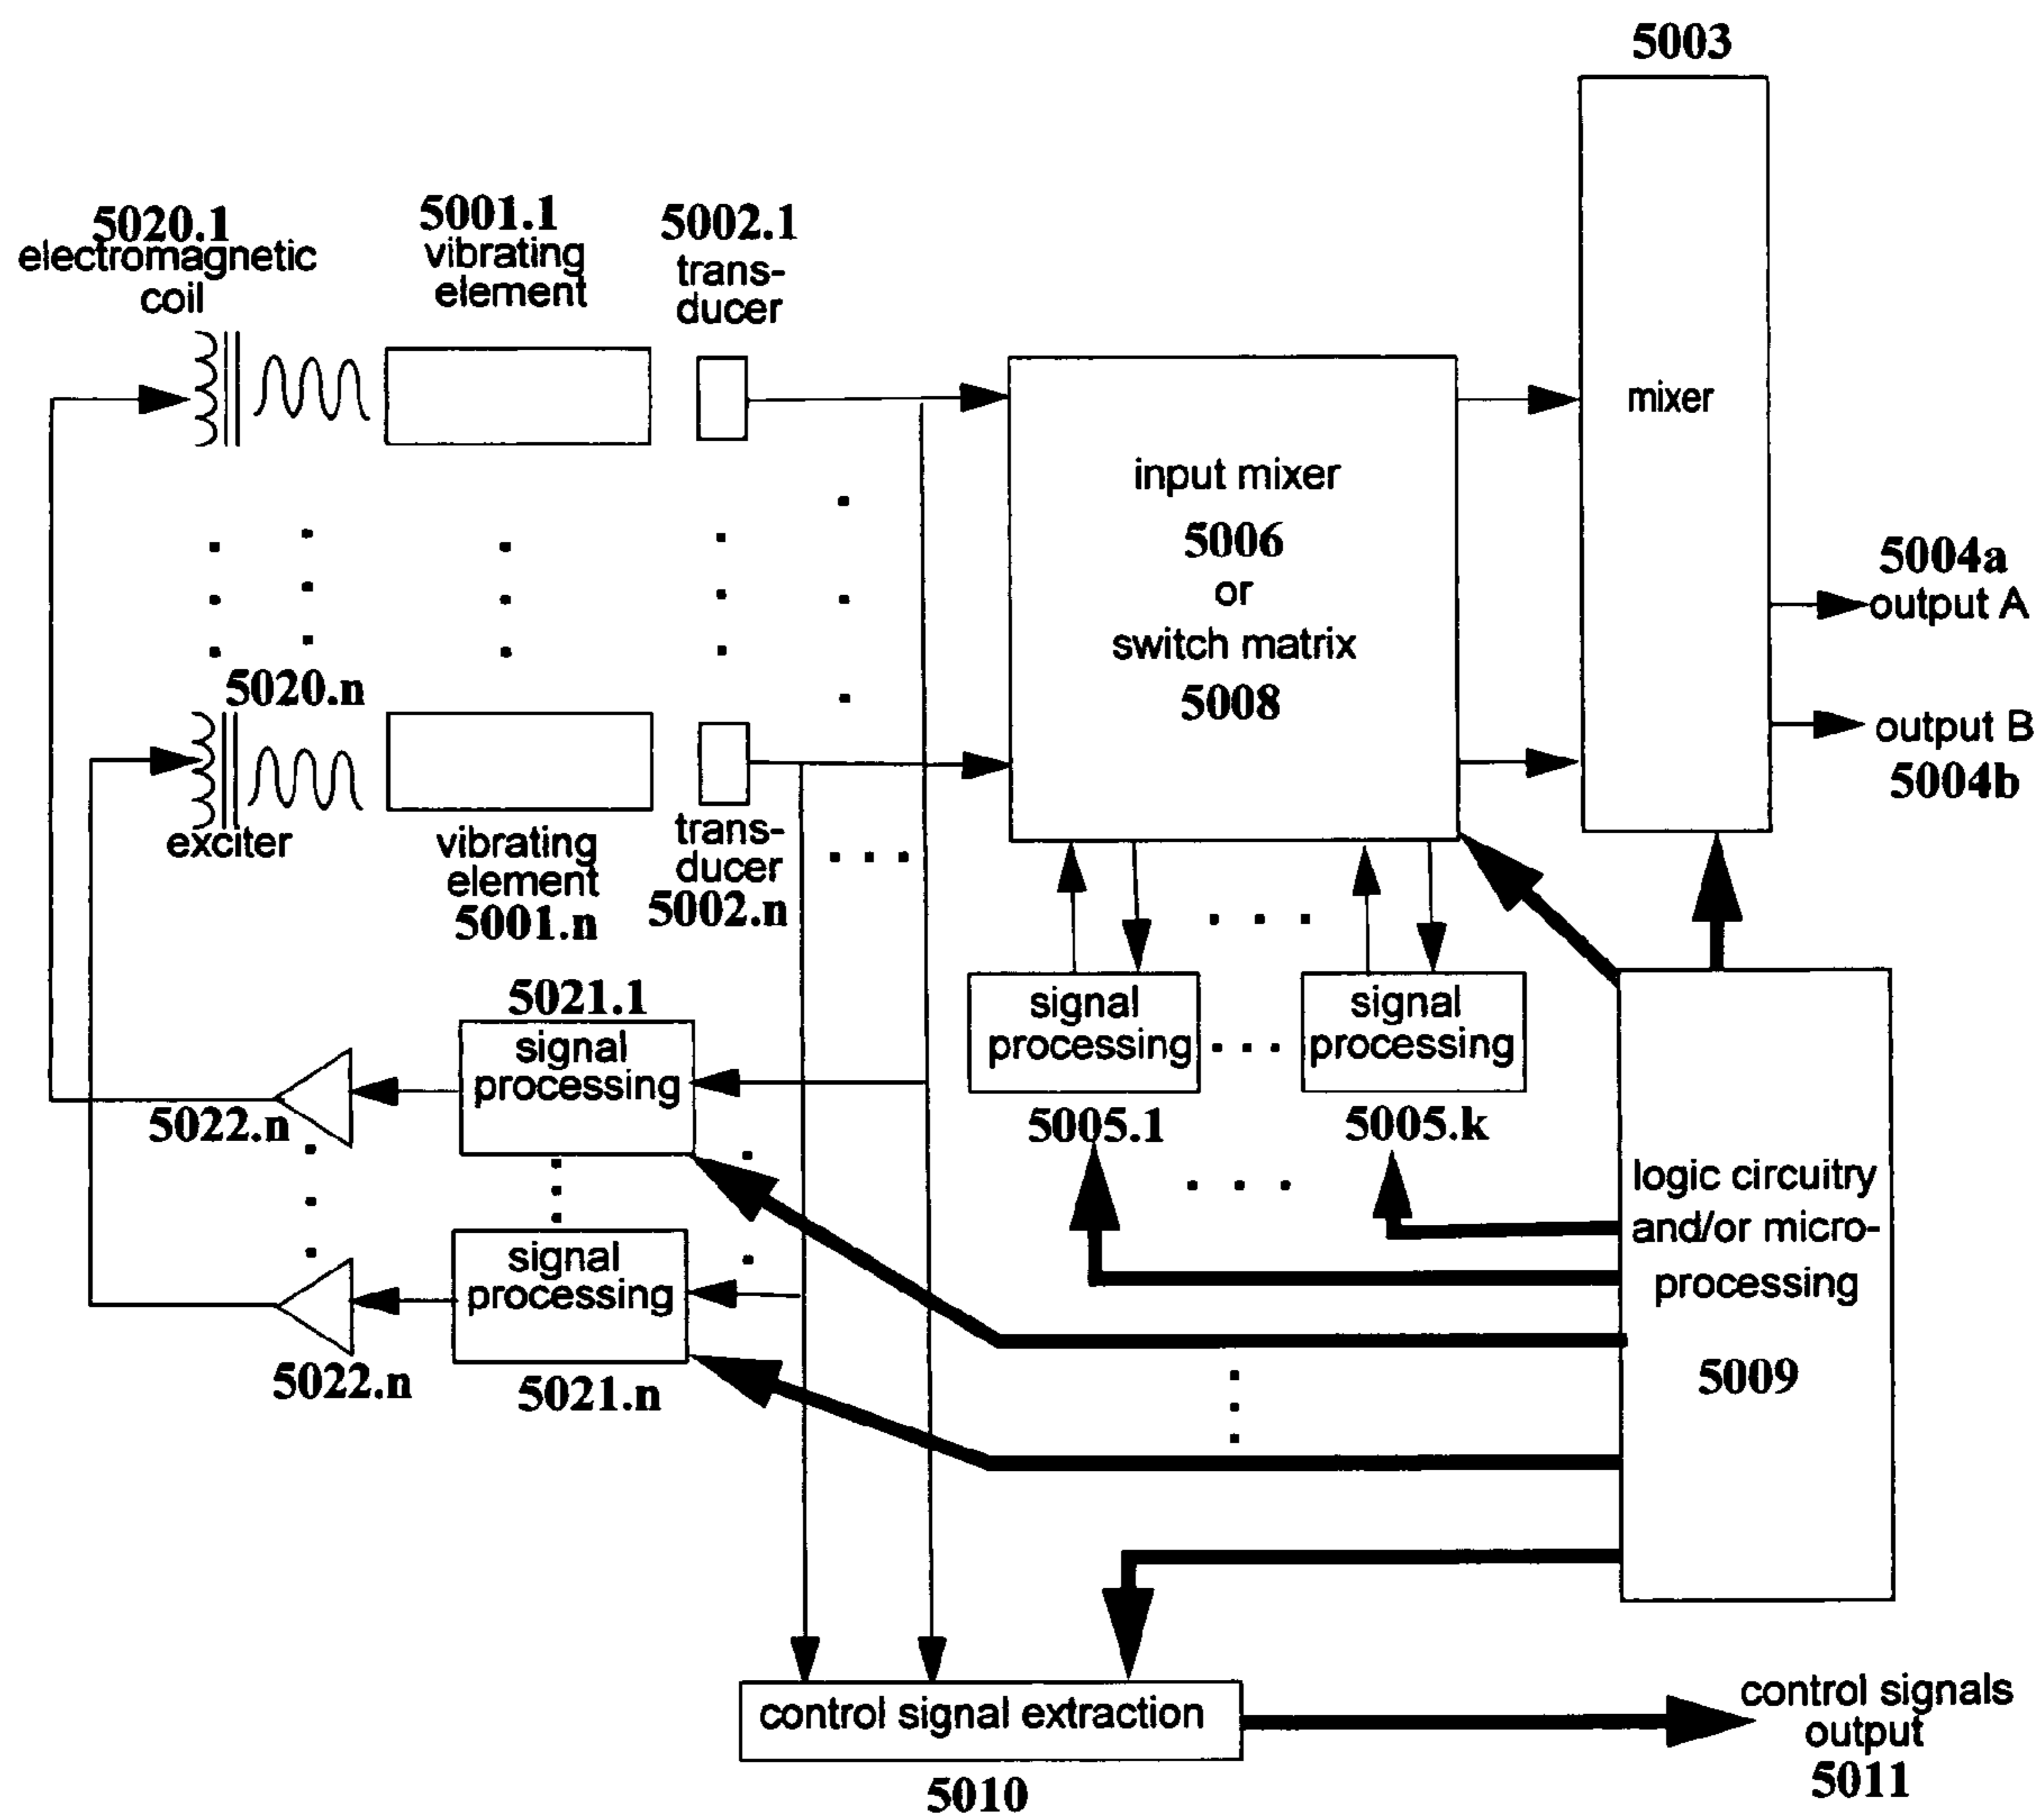 5003
5020.1
electromagnetic
coil
5001.1
vibrating
element
5002.1
trans-
ducer
mixer
input mixer
5006
or
switch matrix
5008
5004a
output A
output B
5004b
5020.n
exciter
vibrating
element
5001.n
trans-
ducer
5002.n
5021.1
signal
processing
5022.n
signal
processing
5022.n
5021.n
signal
processing
5005.1
signal
processing
5005.k
logic circuitry
and/or micro-
processing
5009
control signal extraction
5010
control signals
output
5011